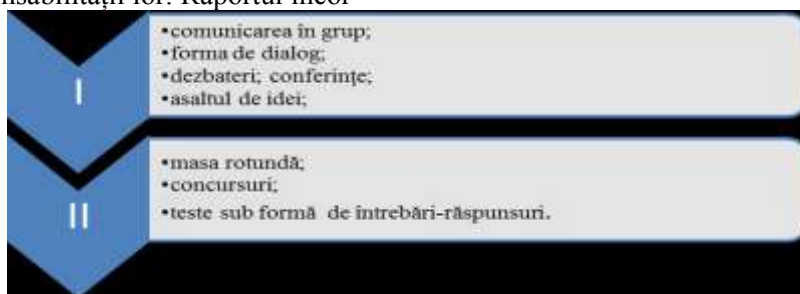 I
•comunicarea în grup;
•forma de dialog;
•dezbateri; conferințe;
•asaltul de idei;
II
•masa rotundă;
•concursuri;
•teste sub formă de întrebări-răspunsuri.